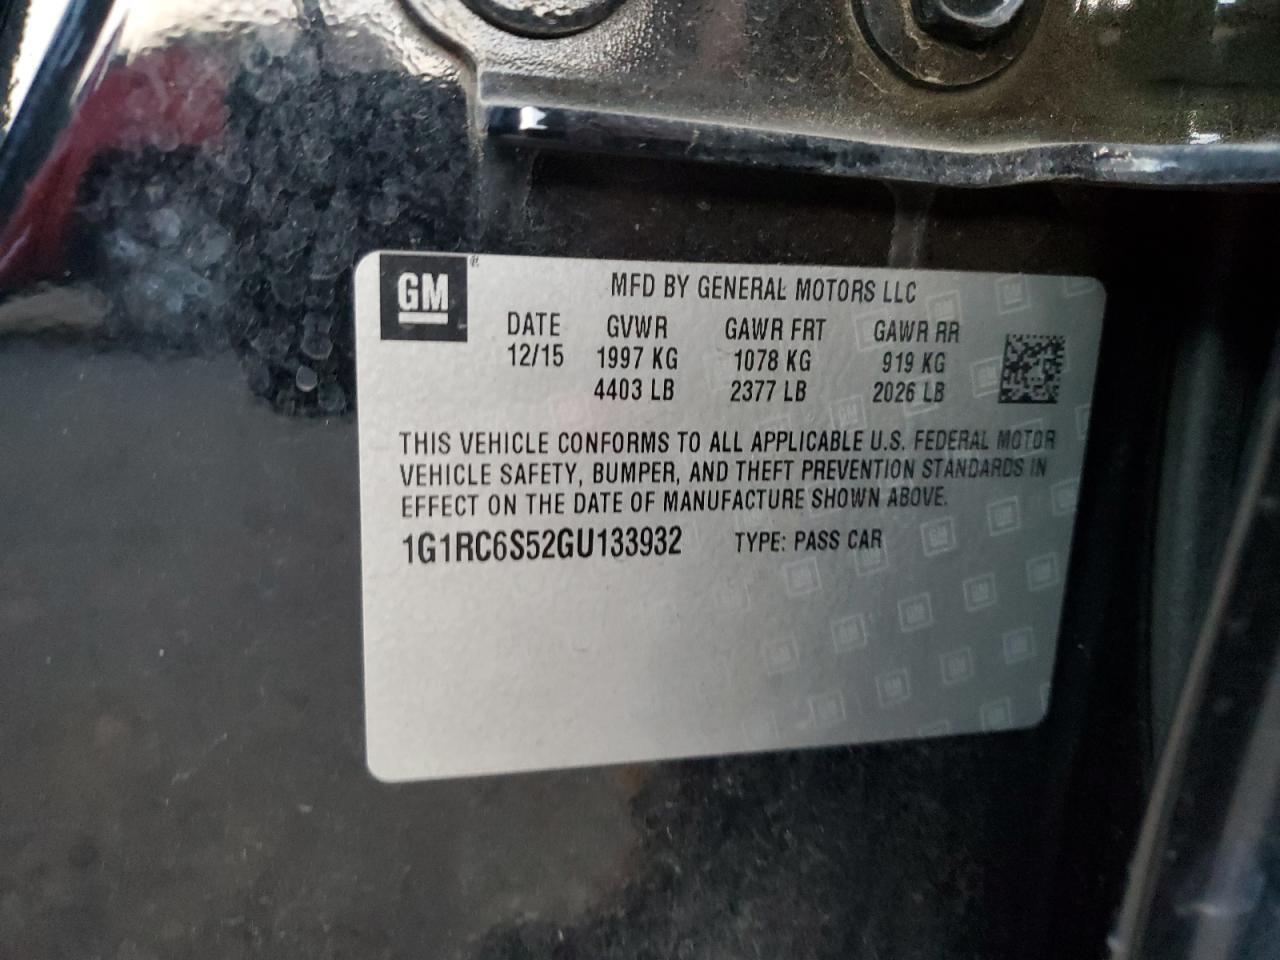 GM®
MFD BY GENERAL MOTORS LLC
DATE GVWR GAWR FRT GAWR RR
12/15 1997 KG 1078 KG 919 KG
4403 LB 2377 LB 2026 LB
THIS VEHICLE CONFORMS TO ALL APPLICABLE U.S. FEDERAL MOTOR
VEHICLE SAFETY, BUMPER, AND THEFT PREVENTION STANDARDS IN
EFFECT ON THE DATE OF MANUFACTURE SHOWN ABOVE.
1G1RC6S52GU133932 TYPE: PASS CAR